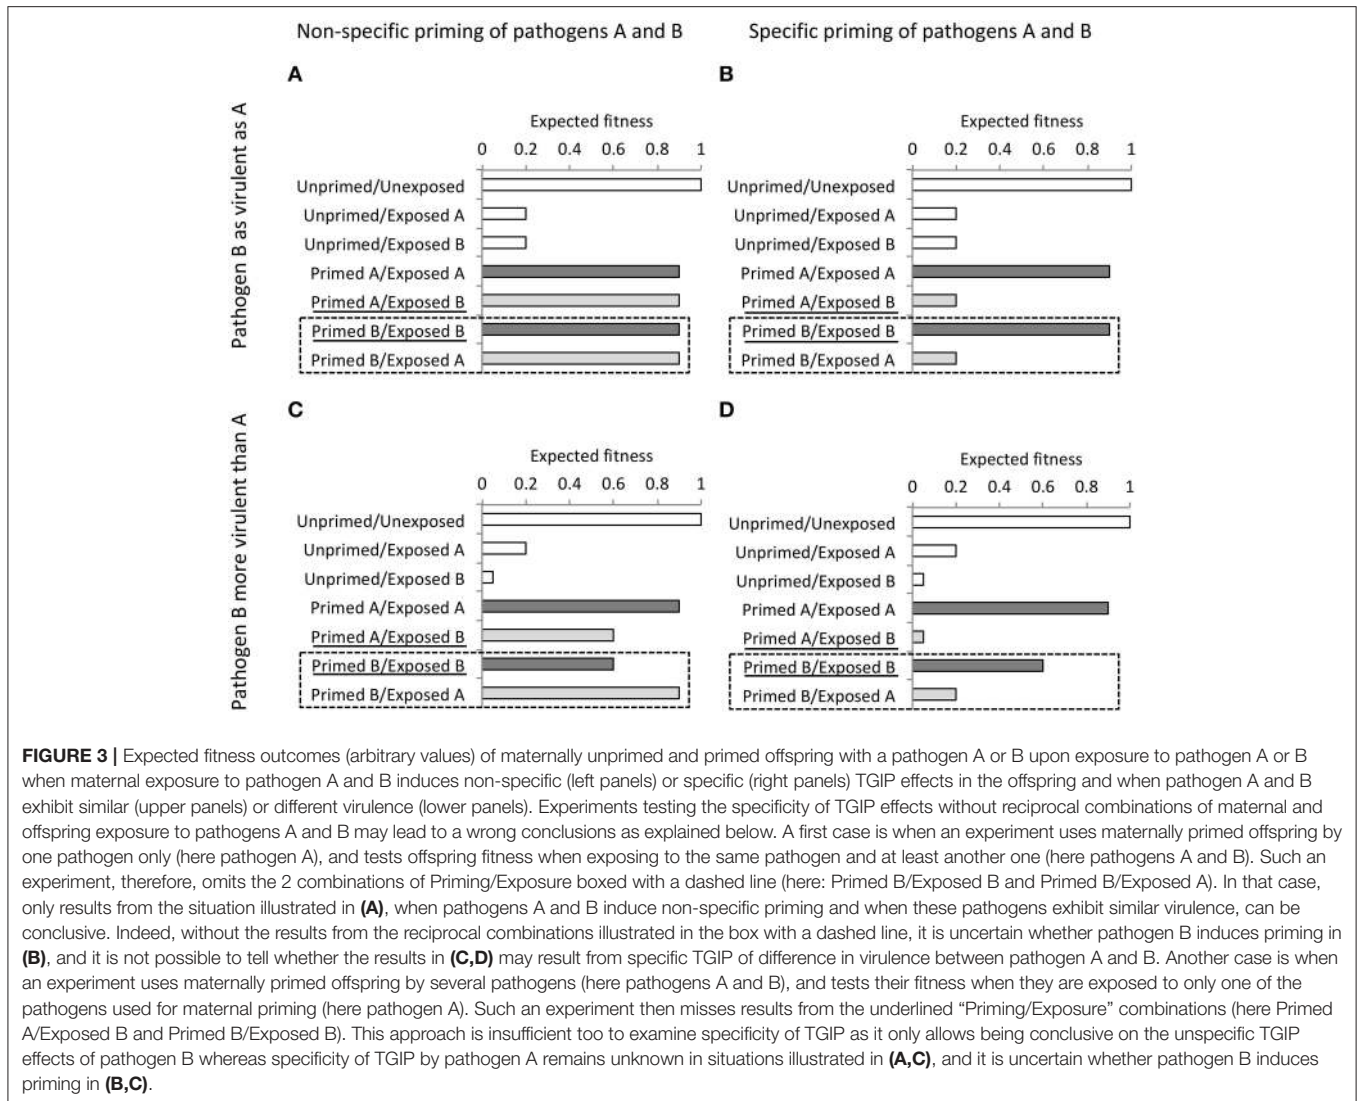 Non-specific priming of pathogens A and B
Specific priming of pathogens A and B
Pathogen B as virulent as A
A
Expected fitness
0 0.2 0.4 0.6 0.8 1
Unprimed/Unexposed
Unprimed/Exposed A
Unprimed/Exposed B
Primed A/Exposed A
Primed A/Exposed B
Primed B/Exposed B
Primed B/Exposed A
B
Expected fitness
0 0.2 0.4 0.6 0.8 1
Unprimed/Unexposed
Unprimed/Exposed A
Unprimed/Exposed B
Primed A/Exposed A
Primed A/Exposed B
Primed B/Exposed B
Primed B/Exposed A
Pathogen B more virulent than A
C
Expected fitness
0 0.2 0.4 0.6 0.8 1
Unprimed/Unexposed
Unprimed/Exposed A
Unprimed/Exposed B
Primed A/Exposed A
Primed A/Exposed B
Primed B/Exposed B
Primed B/Exposed A
D
Expected fitness
0 0.2 0.4 0.6 0.8 1
Unprimed/Unexposed
Unprimed/Exposed A
Unprimed/Exposed B
Primed A/Exposed A
Primed A/Exposed B
Primed B/Exposed B
Primed B/Exposed A
FIGURE 3 | Expected fitness outcomes (arbitrary values) of maternally unprimed and primed offspring with a pathogen A or B upon exposure to pathogen A or B
when maternal exposure to pathogen A and B induces non-specific (left panels) or specific (right panels) TGIP effects in the offspring and when pathogen A and B
exhibit similar (upper panels) or different virulence (lower panels). Experiments testing the specificity of TGIP effects without reciprocal combinations of maternal and
offspring exposure to pathogens A and B may lead to a wrong conclusions as explained below. A first case is when an experiment uses maternally primed offspring by
one pathogen only (here pathogen A), and tests offspring fitness when exposing to the same pathogen and at least another one (here pathogens A and B). Such an
experiment, therefore, omits the 2 combinations of Priming/Exposure boxed with a dashed line (here: Primed B/Exposed B and Primed B/Exposed A). In that case,
only results from the situation illustrated in (A), when pathogens A and B induce non-specific priming and when these pathogens exhibit similar virulence, can be
conclusive. Indeed, without the results from the reciprocal combinations illustrated in the box with a dashed line, it is uncertain whether pathogen B induces priming in
(B), and it is not possible to tell whether the results in (C,D) may result from specific TGIP of difference in virulence between pathogen A and B. Another case is when
an experiment uses maternally primed offspring by several pathogens (here pathogens A and B), and tests their fitness when they are exposed to only one of the
pathogens used for maternal priming (here pathogen A). Such an experiment then misses results from the underlined “Priming/Exposure” combinations (here Primed
A/Exposed B and Primed B/Exposed B). This approach is insufficient too to examine specificity of TGIP as it only allows being conclusive on the unspecific TGIP
effects of pathogen B whereas specificity of TGIP by pathogen A remains unknown in situations illustrated in (A,C), and it is uncertain whether pathogen B induces
priming in (B,C).